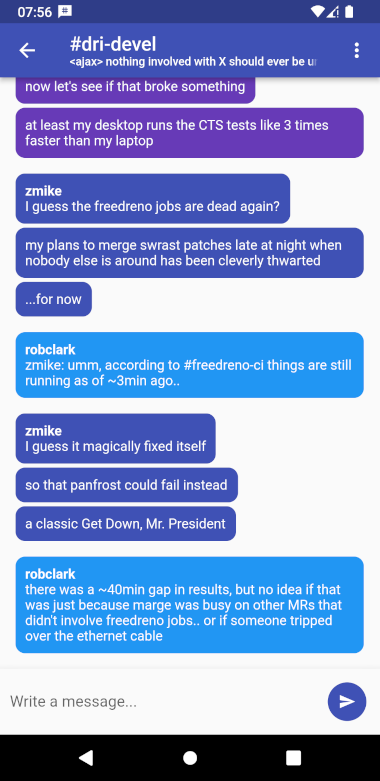 07:56
#dri-devel
<ajax> nothing involved with X should ever be
now let's see if that broke something
at least my desktop runs the CTS tests like 3 times
faster than my laptop
zmike
I guess the freedreno jobs are dead again?
my plans to merge swrast patches late at night when
nobody else is around has been cleverly thwarted
...for now
robclark
zmike: umm, according to #freedreno-ci things are still
running as of ~3min ago..
zmike
I guess it magically fixed itself
so that panfrost could fail instead
a classic Get Down, Mr. President
robclark
there was a ~40min gap in results, but no idea if that
was just because marge was busy on other MRs that
didn't involve freedreno jobs.. or if someone tripped
over the ethernet cable
Write a message...